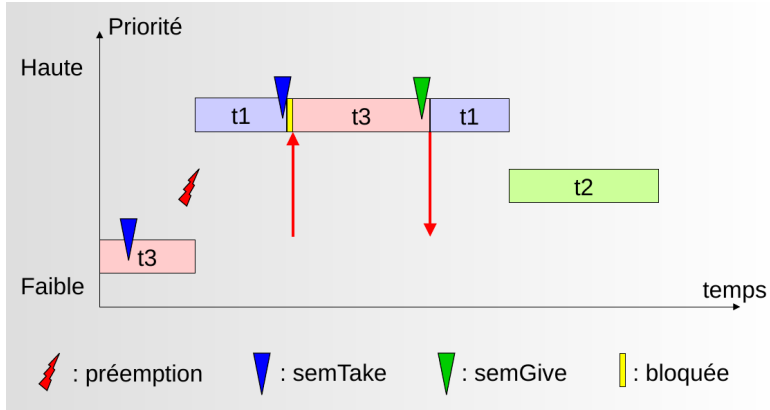 Priorité
Haute
t1
t3
t1
t2
t3
Faible
temps
: préemption : semTake : semGive : bloquée